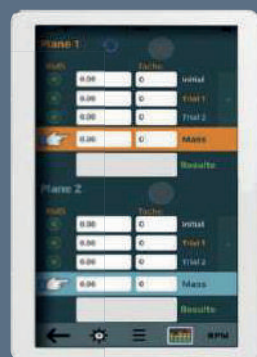 Plane 1
Width Tacho
0.00 0 Initial
0.00 0 Trial 1
0.00 0 Trial 2
0.00 0 Mass
Results
Plane 2
Width Tacho
0.00 0 Initial
0.00 0 Trial 1
0.00 0 Trial 2
0.00 0 Mass
Results
RPM